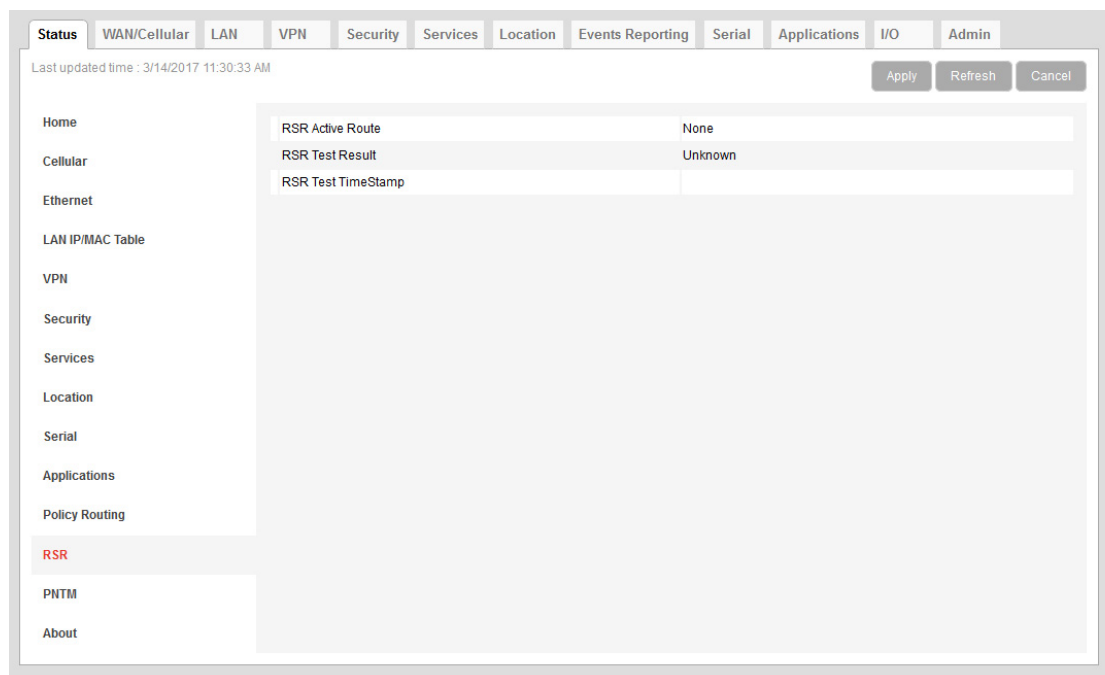 Status WAN/Cellular LAN VPN Security Services Location Events Reporting Serial Applications I/O Admin
Last updated time : 3/14/2017 11:30:33 AM
Apply Refresh Cancel
Home
RSR Active Route None
RSR Test Result Unknown
RSR Test TimeStamp
Cellular
Ethernet
LAN IP/MAC Table
VPN
Security
Services
Location
Serial
Applications
Policy Routing
RSR
PNTM
About